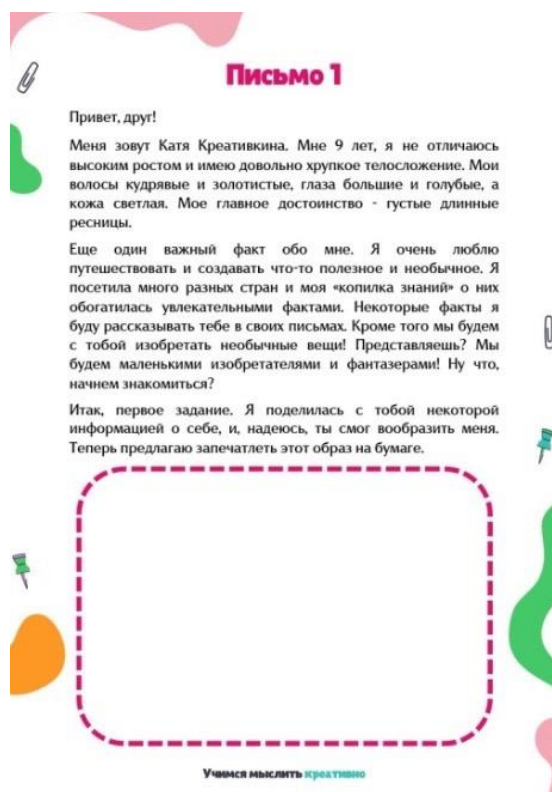 Письмо 1
Привет, друг!
Меня зовут Катя Креативкина. Мне 9 лет, я не отличаюсь
высоким ростом и имею довольно хрупкое телосложение. Мои
волосы кудрявые и золотистые, глаза большие и голубые, а
кожа светлая. Мое главное достоинство - густые длинные
ресницы.
Еще один важный факт обо мне. Я очень люблю
путешествовать и создавать что-то полезное и необычное. Я
посетила много разных стран и моя «копилка знаний» о них
обогатилась увлекательными фактами. Некоторые факты я
буду рассказывать тебе в своих письмах. Кроме того мы будем
с тобой изобретать необычные вещи! Представляешь? Мы
будем маленькими изобретателями и фантазерами! Ну что,
начнем знакомиться?
Итак, первое задание. Я поделилась с тобой некоторой
информацией о себе, и, надеюсь, ты смог вообразить меня.
Теперь предлагаю запечатлеть этот образ на бумаге.
Учимся мыслить креативно